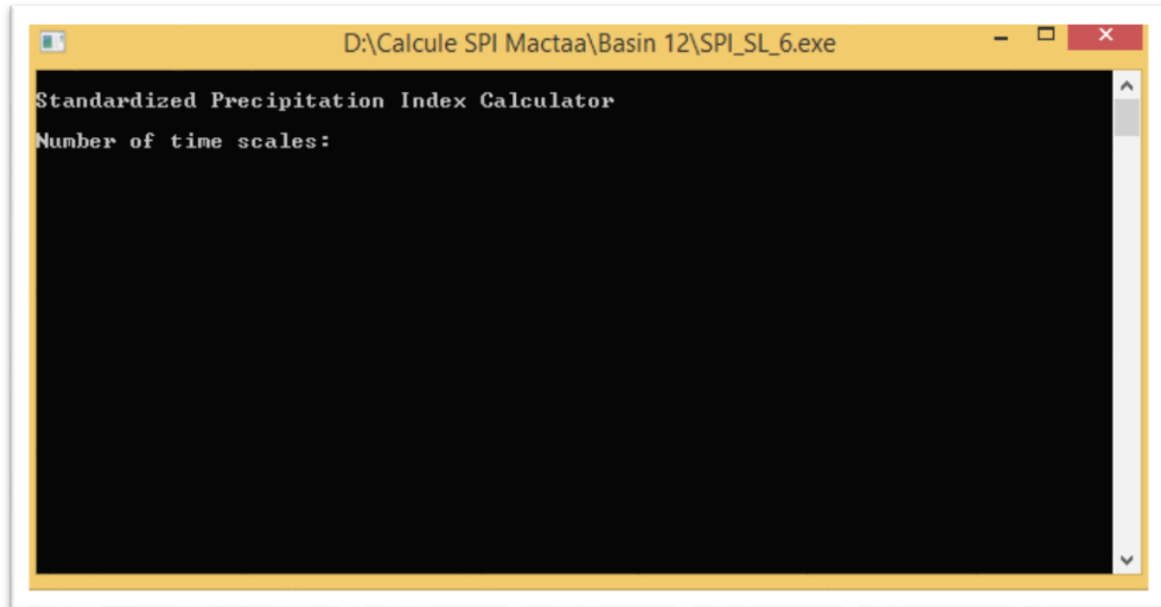 D:\Calcule SPI Mactaa\Basin 12\SPI_SL_6.exe
Standardized Precipitation Index Calculator
Number of time scales: